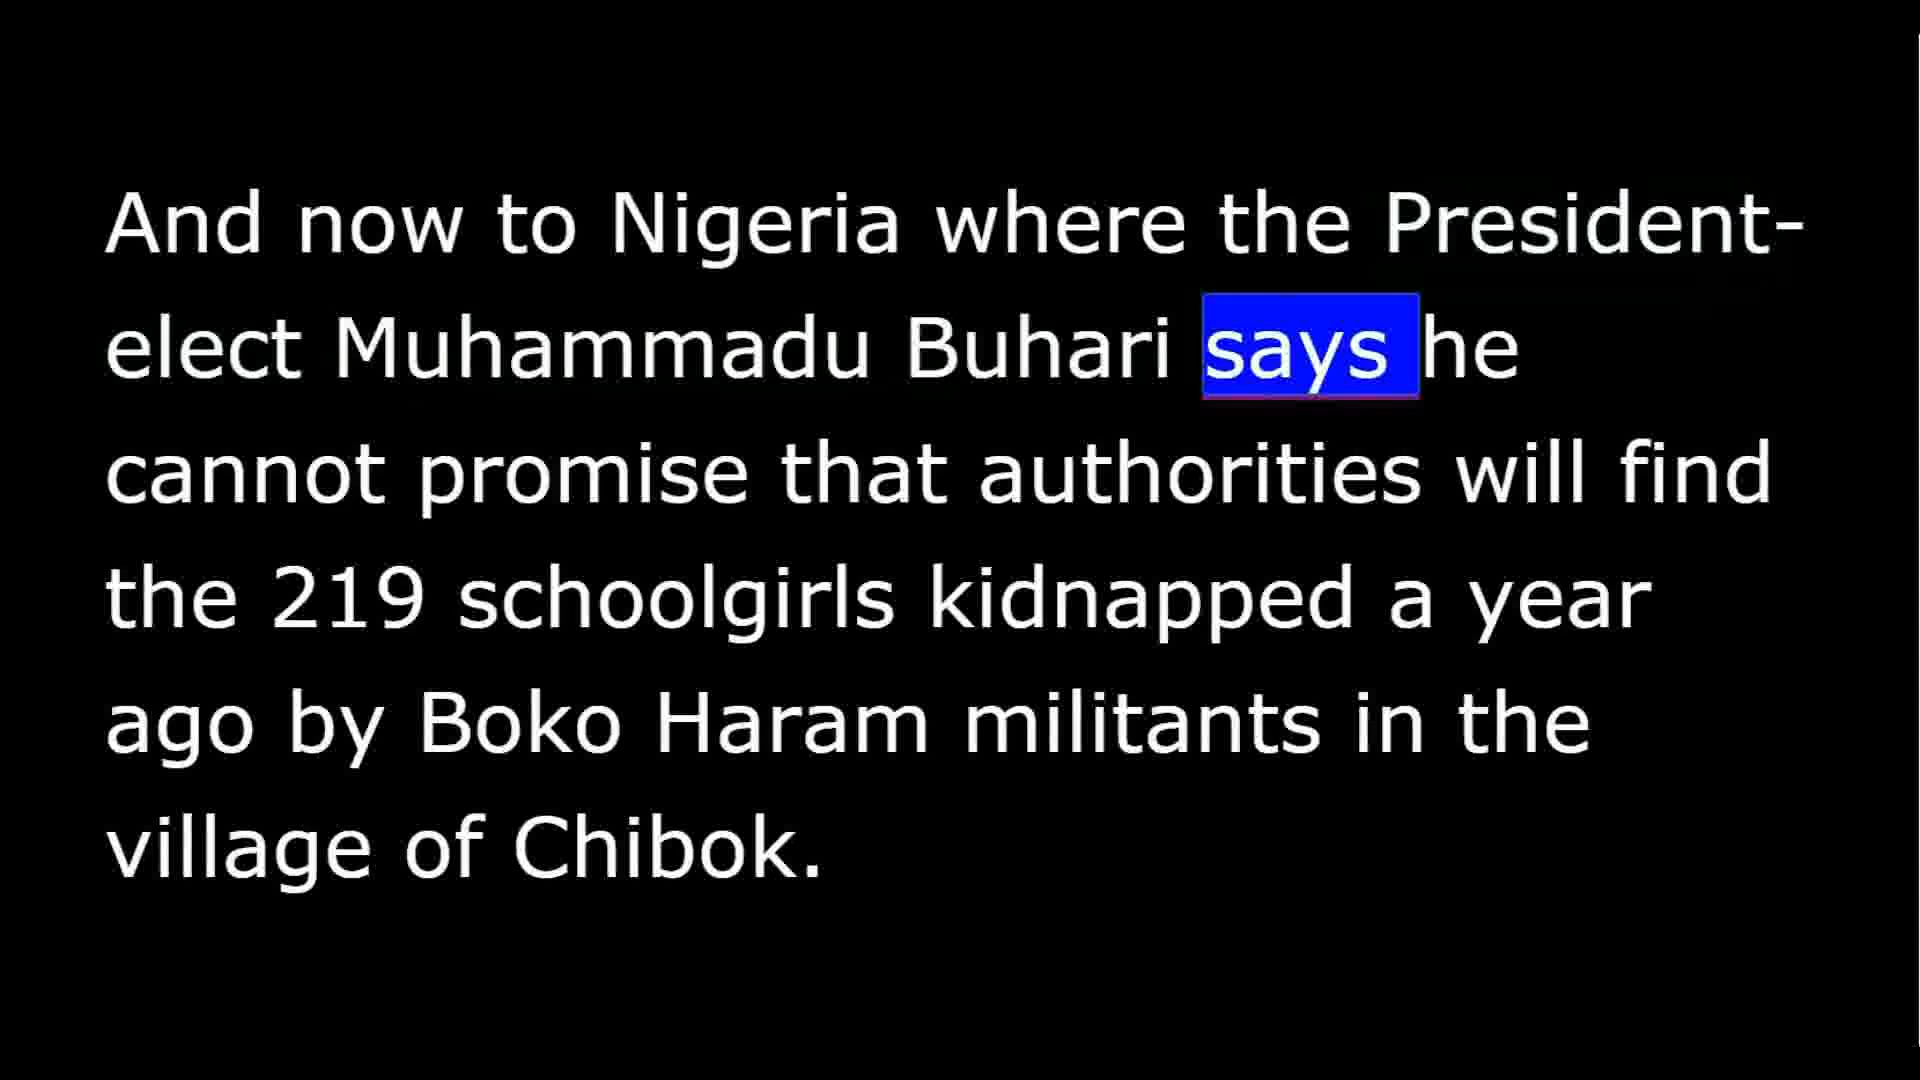 And now to Nigeria where the President-
elect Muhammadu Buhari says he
cannot promise that authorities will find
the 219 schoolgirls kidnapped a year
ago by Boko Haram militants in the
village of Chibok.